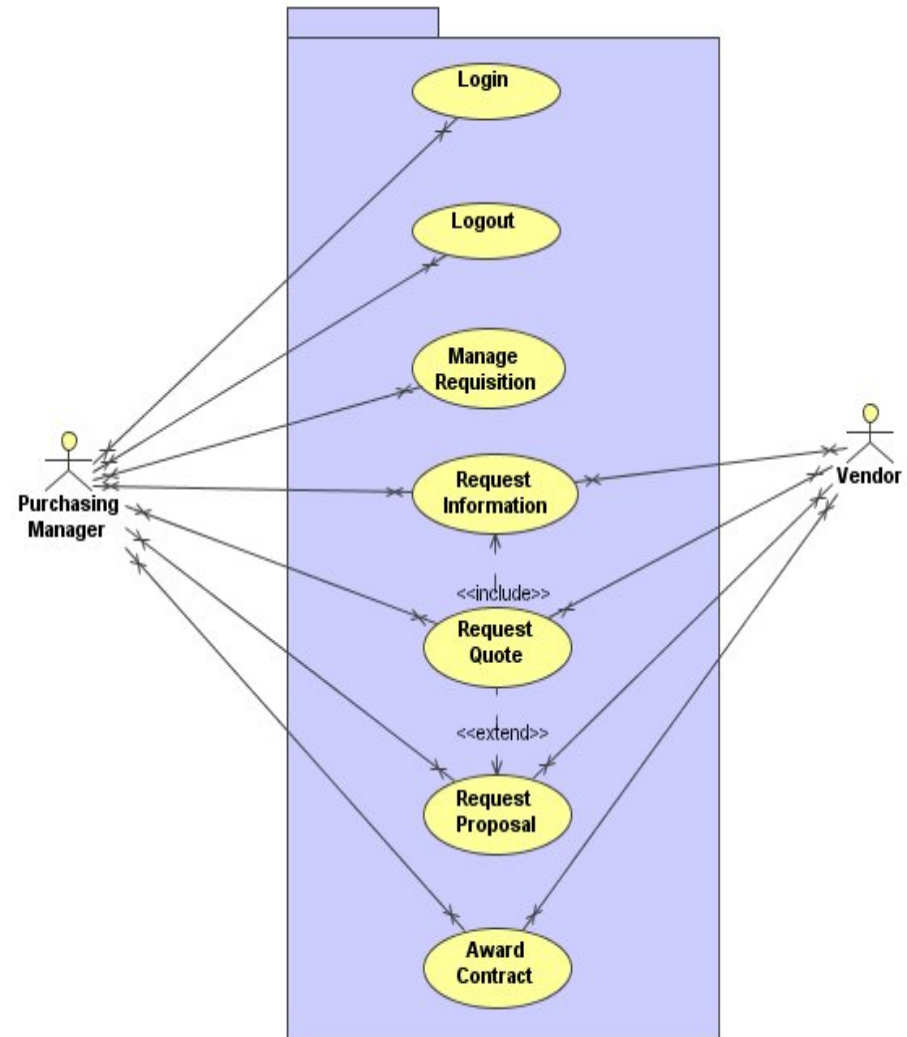 Login
Logout
Manage
Requisition
Purchasing
Manager
Request
Information
Vendor
<<include>>
Request
Quote
<<extend>>
Request
Proposal
Award
Contract